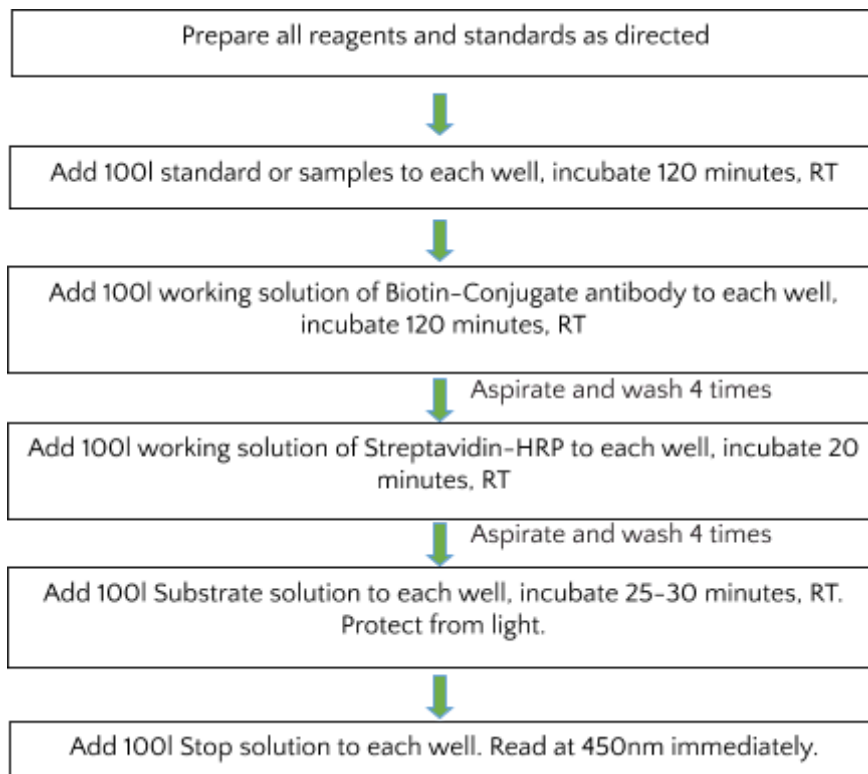 Prepare all reagents and standards as directed
Add 100l standard or samples to each well, incubate 120 minutes, RT
Add 100l working solution of Biotin-Conjugate antibody to each well,
incubate 120 minutes, RT
Aspirate and wash 4 times
Add 100l working solution of Streptavidin-HRP to each well, incubate 20
minutes, RT
Aspirate and wash 4 times
Add 100l Substrate solution to each well, incubate 25-30 minutes, RT.
Protect from light.
Add 100l Stop solution to each well. Read at 450nm immediately.